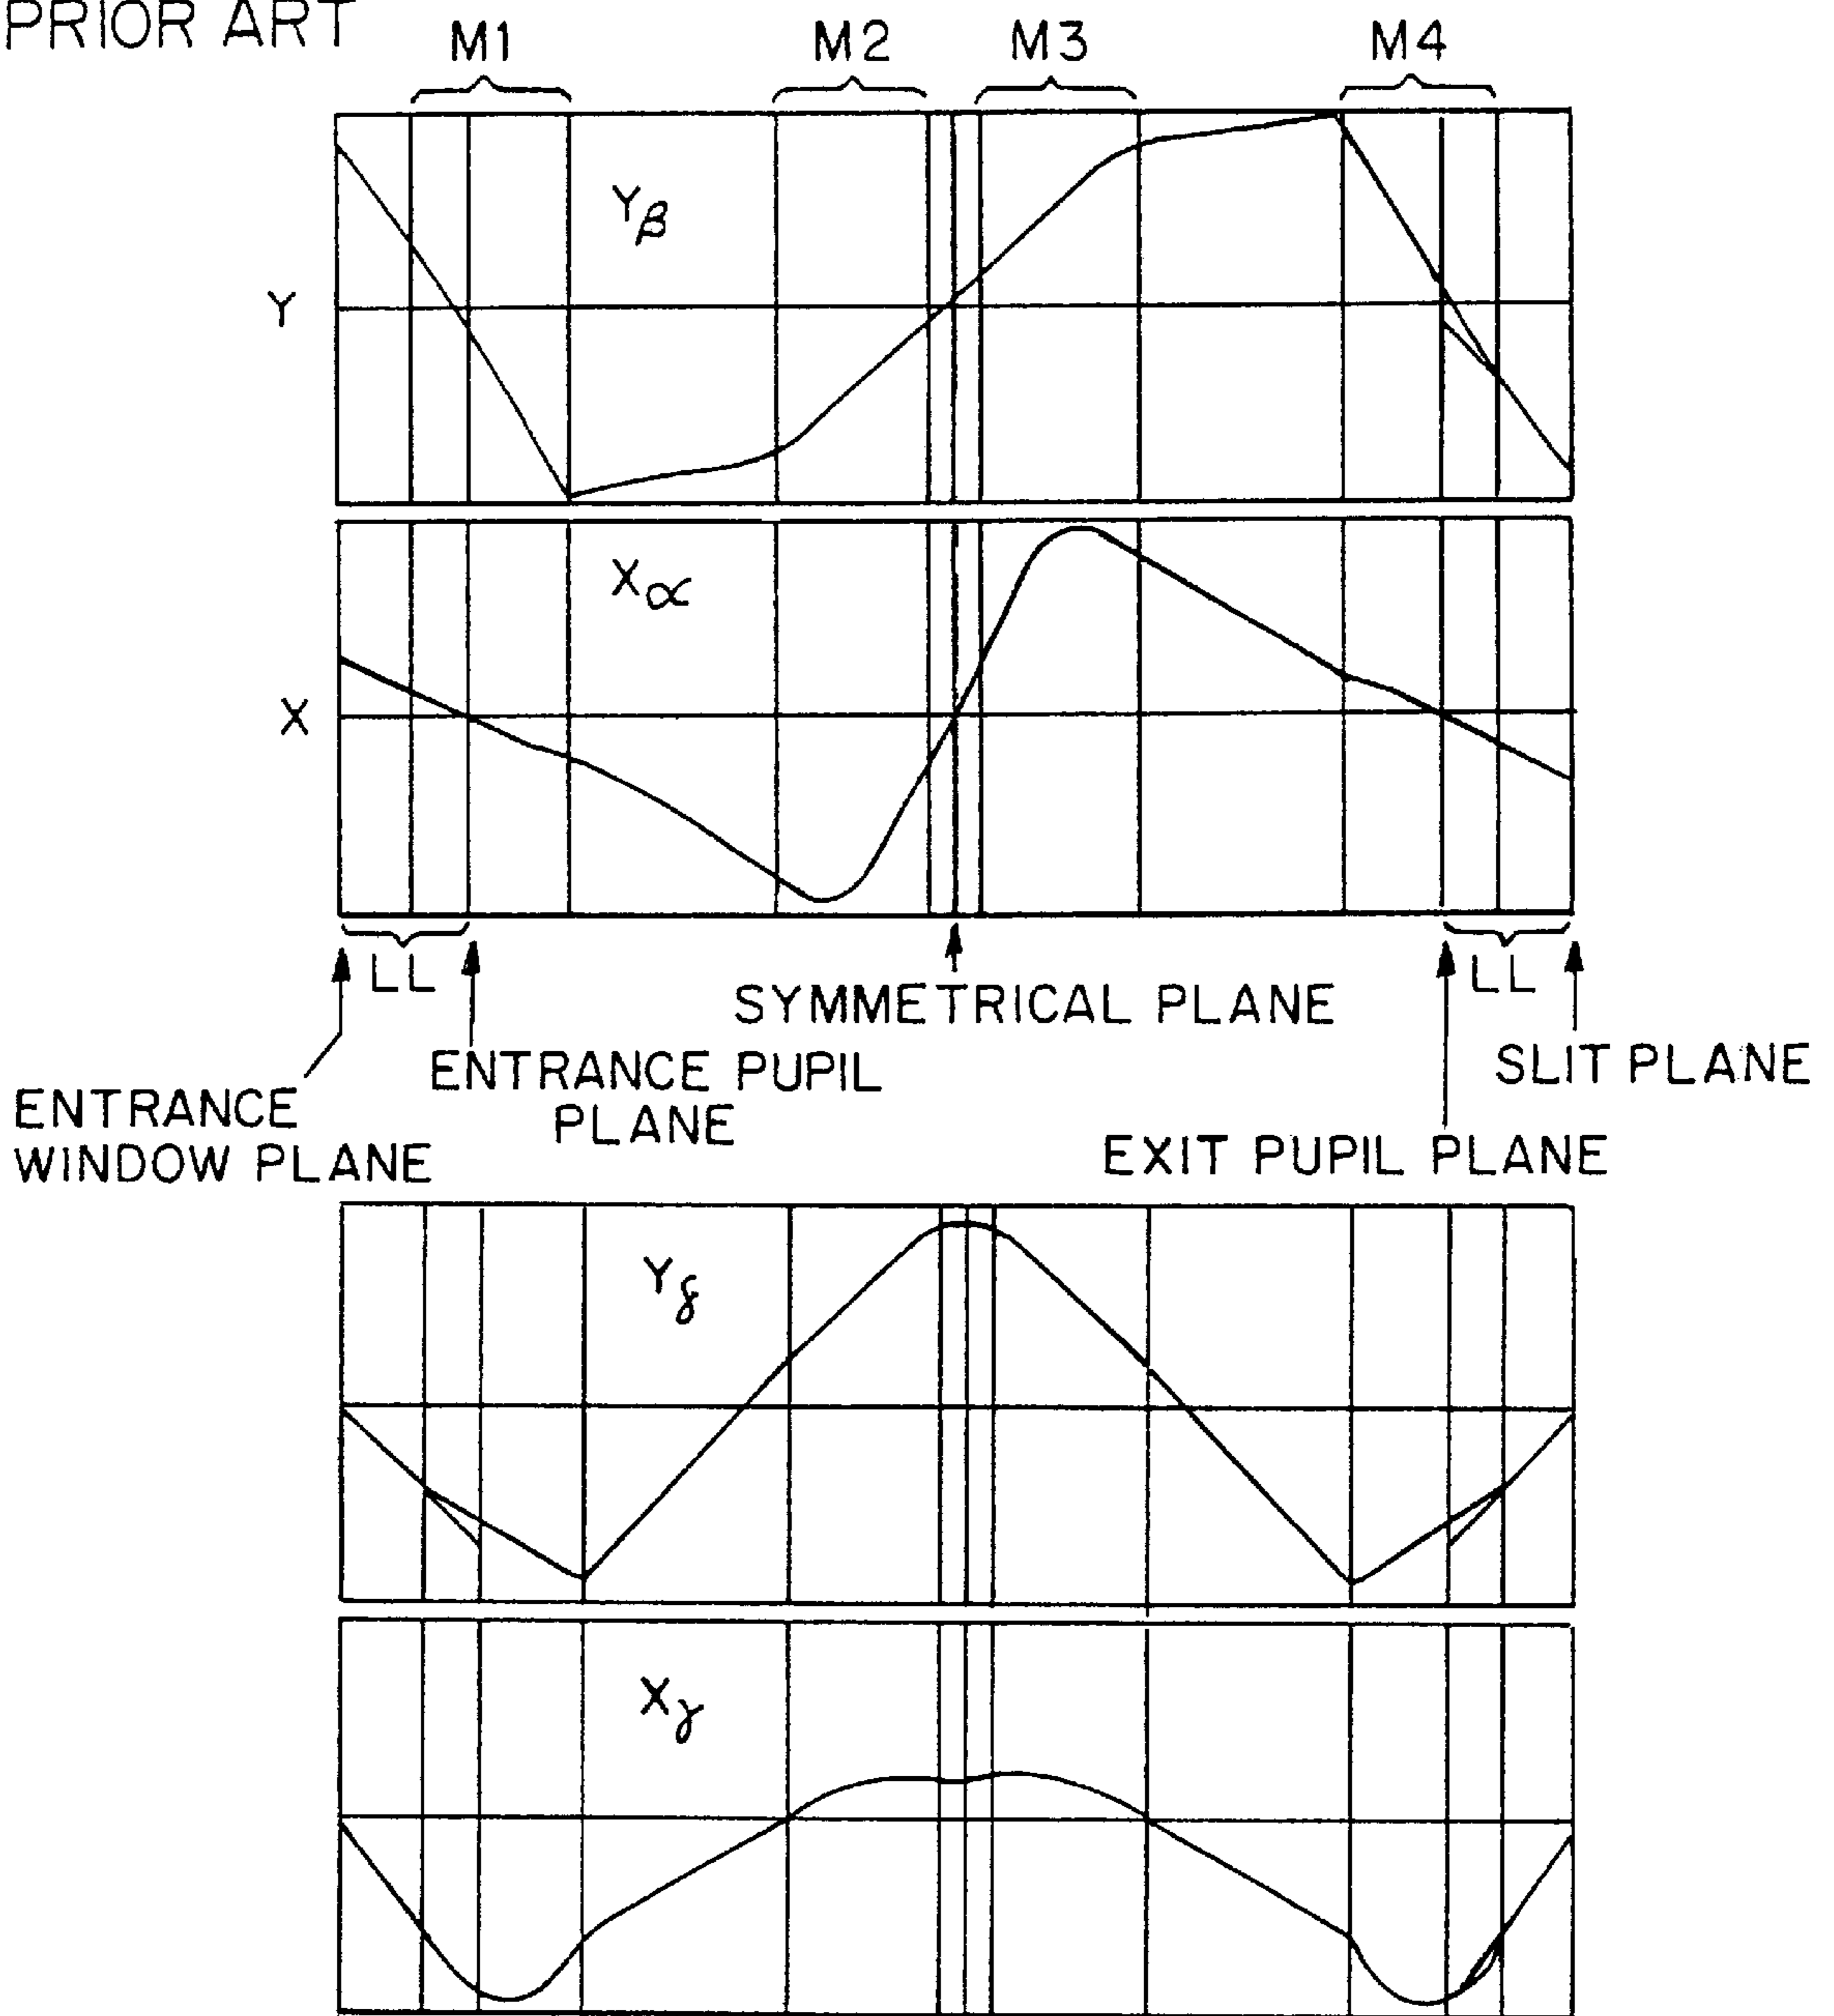 PRIOR ART
M1 M2 M3 M4
Yβ
Y
Xα
X
LL LL
SYMMETRICAL PLANE
ENTRANCE PUPIL
PLANE
SLIT PLANE
ENTRANCE
WINDOW PLANE
EXIT PUPIL PLANE
Yδ
Xγ